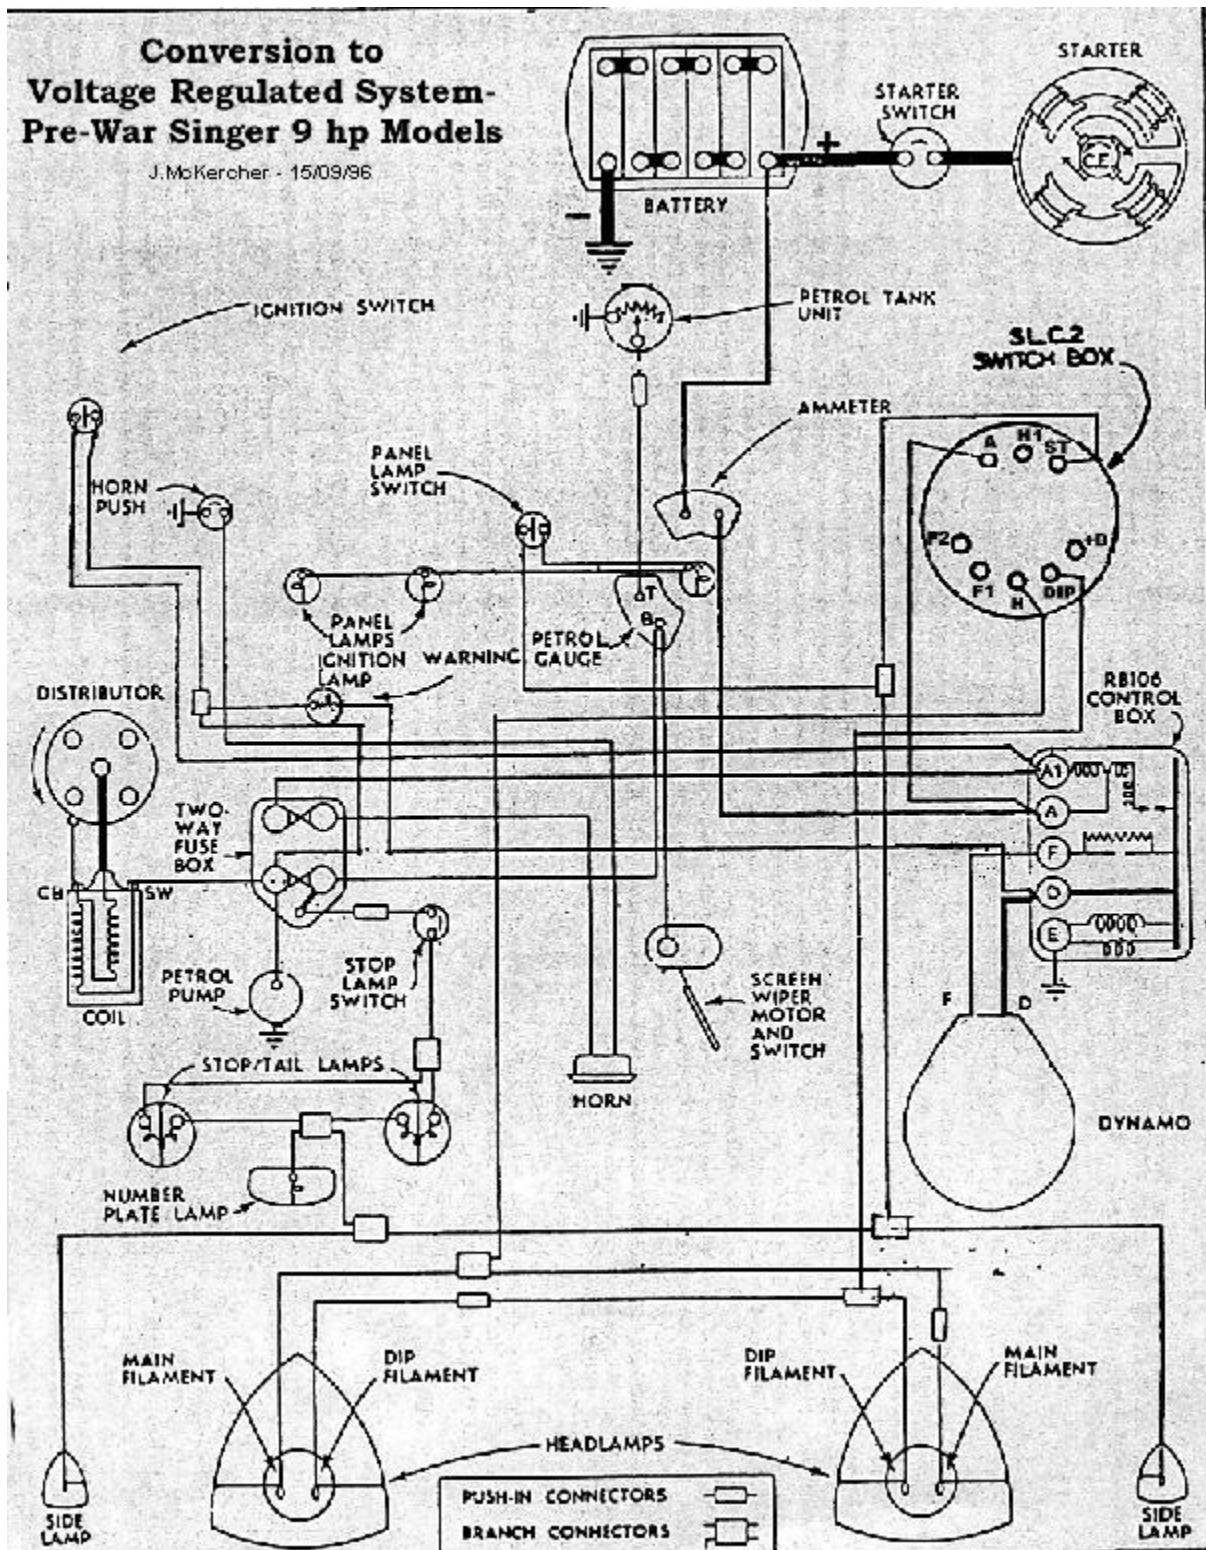 Conversion to
Voltage Regulated System-
Pre-War Singer 9 hp Models
J.McKercher - 15/09/96
STARTER
STARTER
SWITCH
C.F.
+
BATTERY
−
IGNITION SWITCH
PETROL TANK
UNIT
S.L.C.2
SWITCH BOX
AMMETER
PANEL
LAMP
SWITCH
HORN
PUSH
A
H1
ST
F2
+D
F1
H
DIP
T
B
PANEL
LAMPS
PETROL
GAUGE
IGNITION WARNING
LAMP
DISTRIBUTOR
RB106
CONTROL
BOX
A1
A
F
D
E
TWO-
WAY
FUSE
BOX
CB
SW
COIL
PETROL
PUMP
STOP
LAMP
SWITCH
SCREEN
WIPER
MOTOR
AND
SWITCH
F
D
STOP/TAIL LAMPS
HORN
DYNAMO
NUMBER
PLATE LAMP
MAIN
FILAMENT
DIP
FILAMENT
DIP
FILAMENT
MAIN
FILAMENT
HEADLAMPS
SIDE
LAMP
PUSH-IN CONNECTORS
BRANCH CONNECTORS
SIDE
LAMP